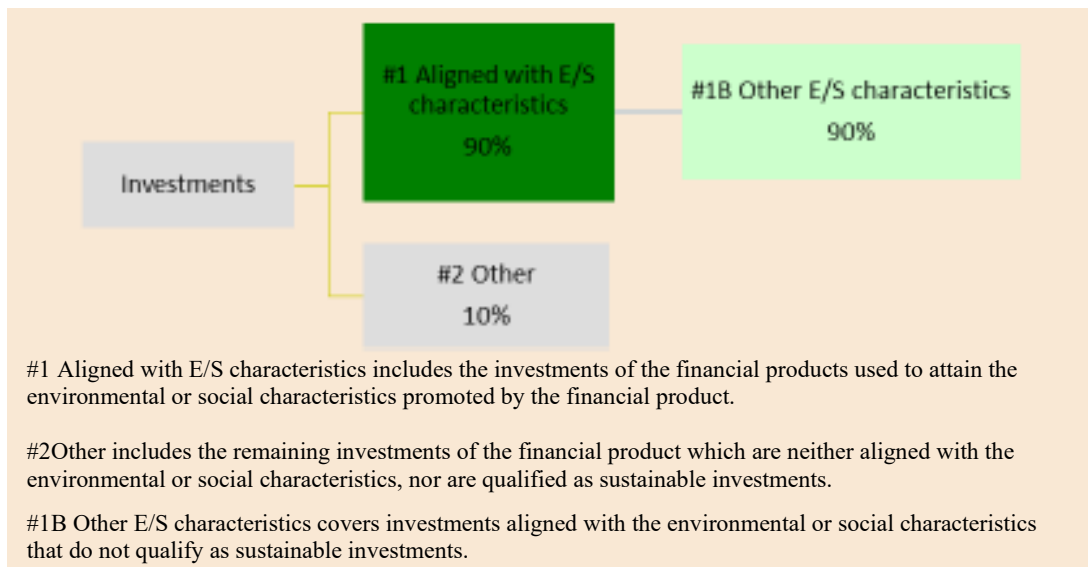 #1 Aligned with E/S
characteristics
90%
#1B Other E/S characteristics
90%
Investments
#2 Other
10%
#1 Aligned with E/S characteristics includes the investments of the financial products used to attain the
environmental or social characteristics promoted by the financial product.
#2Other includes the remaining investments of the financial product which are neither aligned with the
environmental or social characteristics, nor are qualified as sustainable investments.
#1B Other E/S characteristics covers investments aligned with the environmental or social characteristics
that do not qualify as sustainable investments.